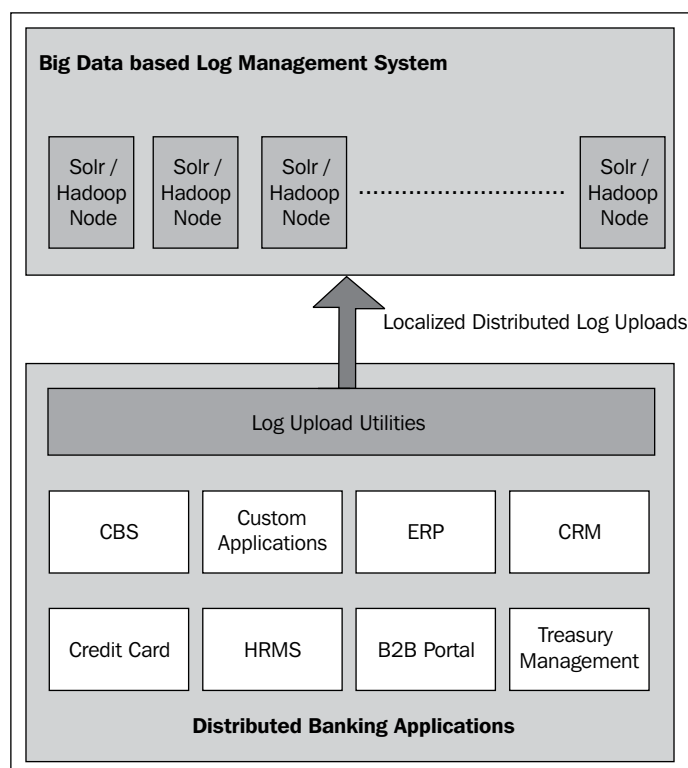 Big Data based Log Management System
Solr /
Hadoop
Node
Solr /
Hadoop
Node
Solr /
Hadoop
Node
Solr /
Hadoop
Node
Localized Distributed Log Uploads
Log Upload Utilities
CBS
Custom
Applications
ERP
CRM
Credit Card
HRMS
B2B Portal
Treasury
Management
Distributed Banking Applications